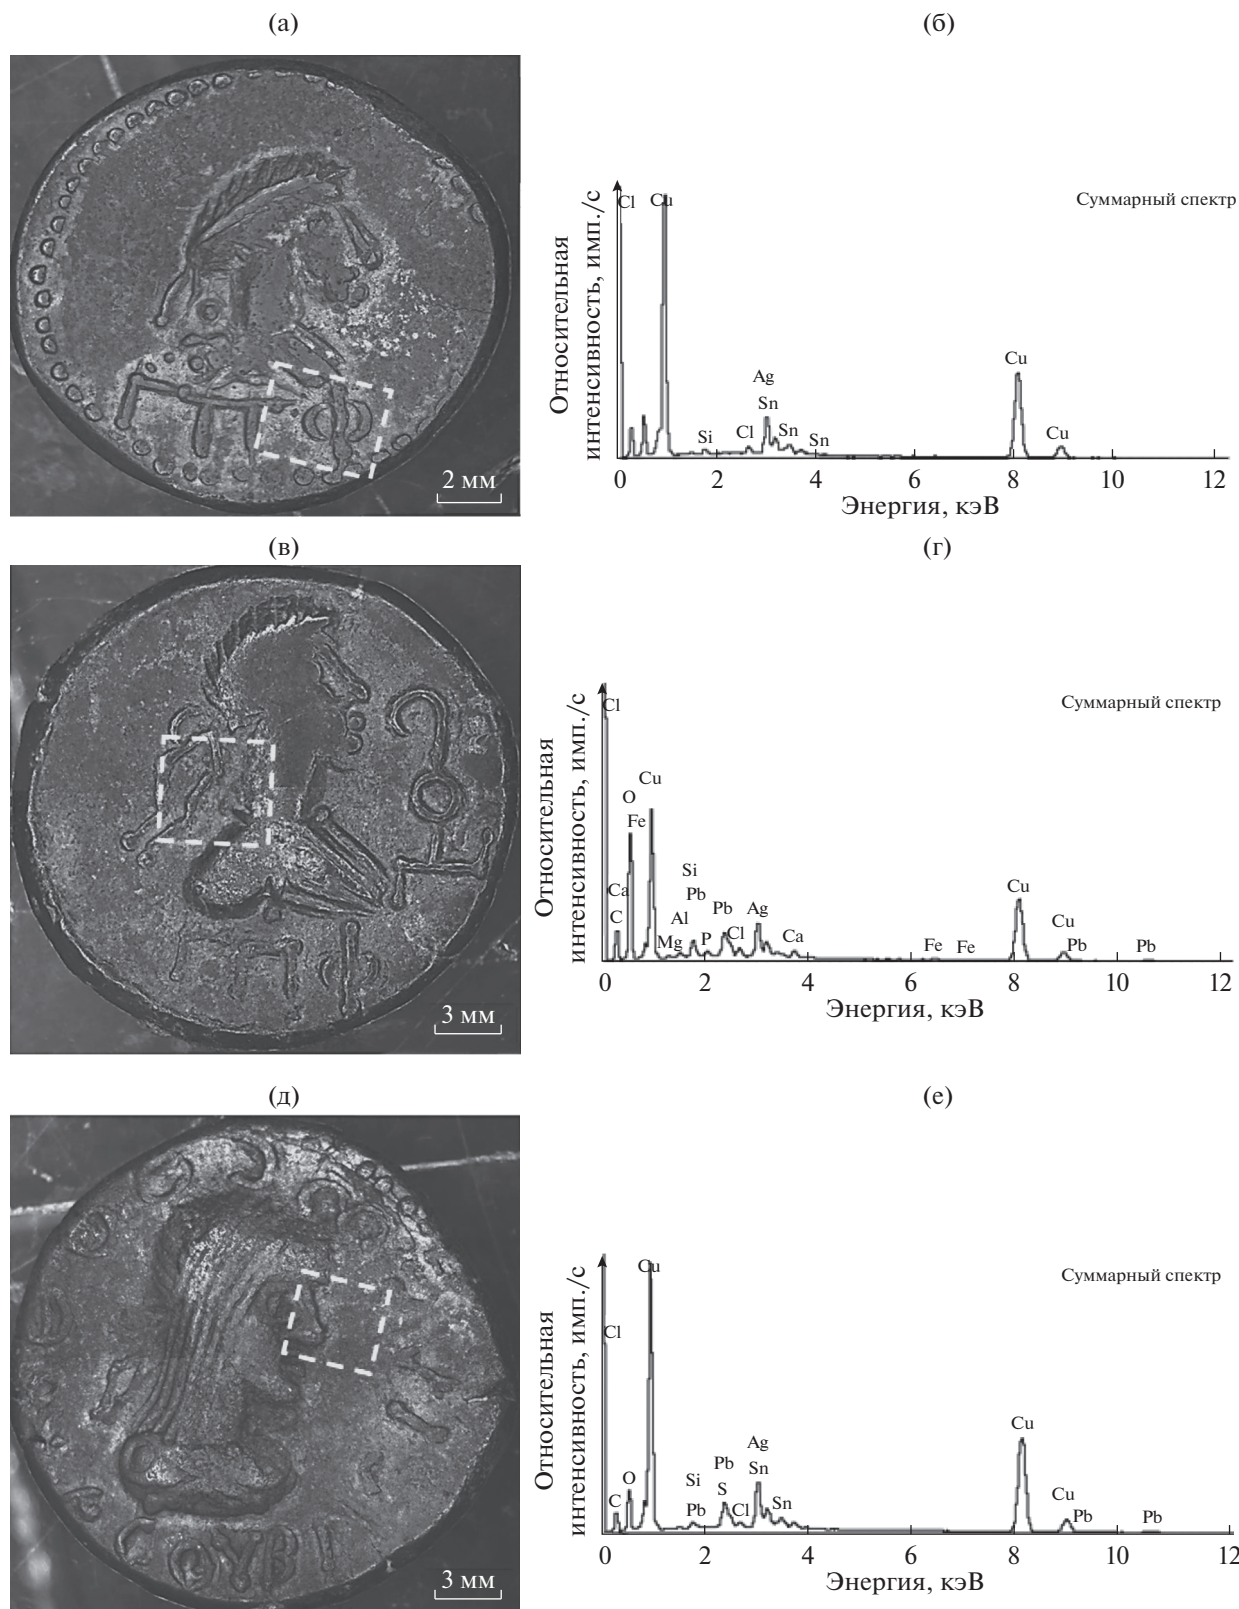 (а)
(б)
Относительная
интенсивность, имп./с
Cl
Cu
Суммарный спектр
Cu
Ag
Sn
Si
Cl
Sn
Sn
Cu
0 2 4 6 8 10 12
Энергия, кэВ
2 мм
(в)
(г)
Относительная
интенсивность, имп./с
Cl
Суммарный спектр
Cu
O
Fe
Si
Ca
Pb
Cu
C
Al
Pb
Ag
Mg
P
Cl
Ca
Fe
Fe
Cu
Pb
Pb
0 2 4 6 8 10 12
Энергия, кэВ
3 мм
(д)
(е)
Относительная
интенсивность, имп./с
Cu
Суммарный спектр
Cl
Cu
Ag
Pb
Sn
O
Si
S
C
Pb
Cl
Sn
Cu
Pb
Pb
0 2 4 6 8 10 12
Энергия, кэВ
3 мм